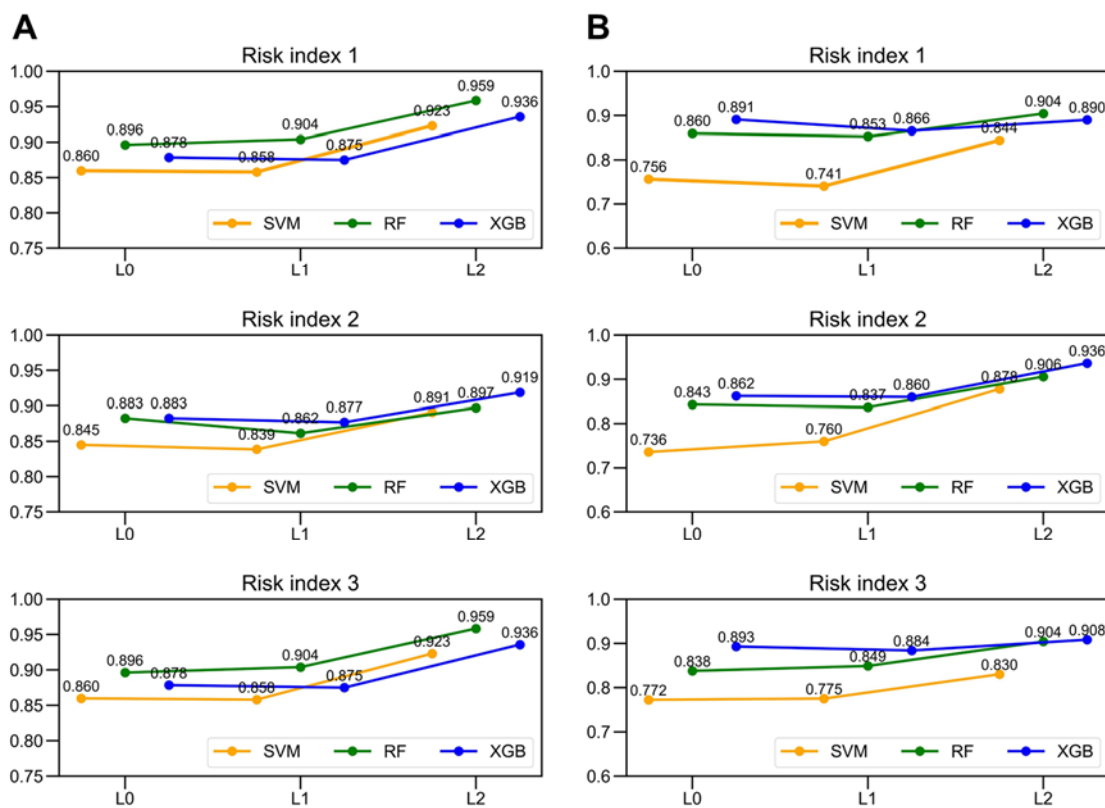 A
Risk index 1
1.00
0.95
0.90
0.85
0.80
0.75
0.860
0.896
0.878
0.858
0.904
0.875
0.923
0.959
0.936
SVM
RF
XGB
L0
L1
L2
Risk index 2
1.00
0.95
0.90
0.85
0.80
0.75
0.845
0.883
0.883
0.839
0.862
0.877
0.891
0.897
0.919
SVM
RF
XGB
L0
L1
L2
Risk index 3
1.00
0.95
0.90
0.85
0.80
0.75
0.860
0.896
0.878
0.858
0.904
0.875
0.923
0.959
0.936
SVM
RF
XGB
L0
L1
L2
B
Risk index 1
1.0
0.9
0.8
0.7
0.6
0.756
0.860
0.891
0.741
0.853
0.866
0.844
0.904
0.890
SVM
RF
XGB
L0
L1
L2
Risk index 2
1.0
0.9
0.8
0.7
0.6
0.736
0.843
0.862
0.760
0.837
0.860
0.878
0.906
0.936
SVM
RF
XGB
L0
L1
L2
Risk index 3
1.0
0.9
0.8
0.7
0.6
0.772
0.838
0.893
0.775
0.849
0.884
0.830
0.904
0.908
SVM
RF
XGB
L0
L1
L2